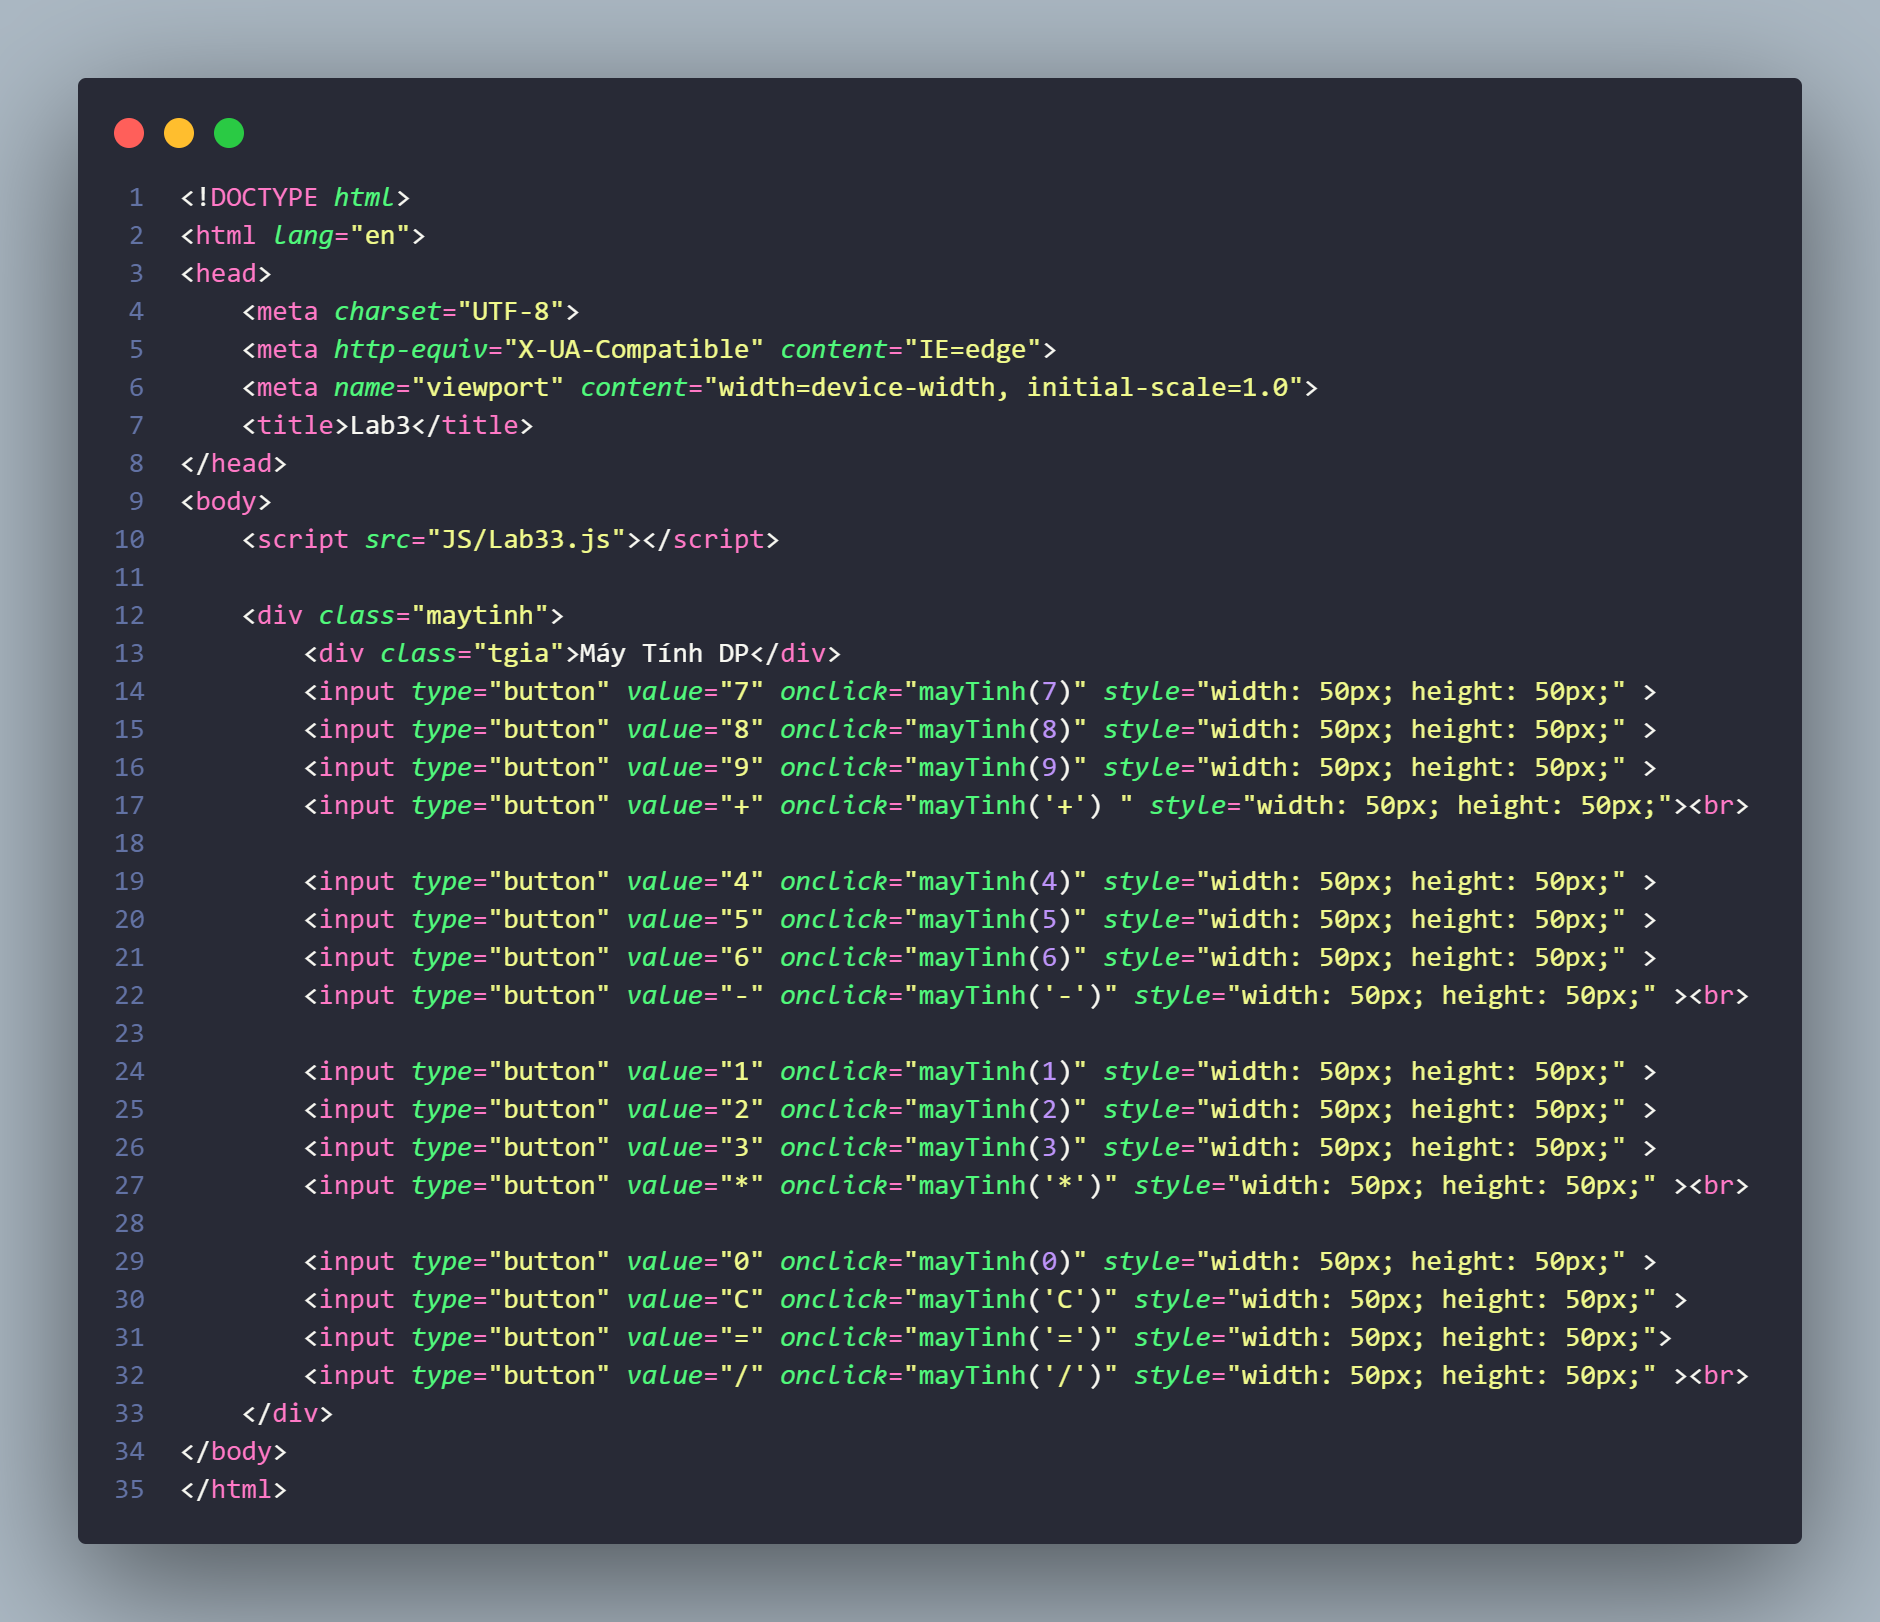 1 <!DOCTYPE html>
2 <html lang="en">
3 <head>
4     <meta charset="UTF-8">
5     <meta http-equiv="X-UA-Compatible" content="IE=edge">
6     <meta name="viewport" content="width=device-width, initial-scale=1.0">
7     <title>Lab3</title>
8 </head>
9 <body>
10     <script src="JS/Lab33.js"></script>
11
12     <div class="maytinh">
13         <div class="tgia">Máy Tính DP</div>
14         <input type="button" value="7" onclick="mayTinh(7)" style="width: 50px; height: 50px;" >
15         <input type="button" value="8" onclick="mayTinh(8)" style="width: 50px; height: 50px;" >
16         <input type="button" value="9" onclick="mayTinh(9)" style="width: 50px; height: 50px;" >
17         <input type="button" value="+" onclick="mayTinh('+') " style="width: 50px; height: 50px;"><br>
18
19         <input type="button" value="4" onclick="mayTinh(4)" style="width: 50px; height: 50px;" >
20         <input type="button" value="5" onclick="mayTinh(5)" style="width: 50px; height: 50px;" >
21         <input type="button" value="6" onclick="mayTinh(6)" style="width: 50px; height: 50px;" >
22         <input type="button" value="-" onclick="mayTinh('-')" style="width: 50px; height: 50px;" ><br>
23
24         <input type="button" value="1" onclick="mayTinh(1)" style="width: 50px; height: 50px;" >
25         <input type="button" value="2" onclick="mayTinh(2)" style="width: 50px; height: 50px;" >
26         <input type="button" value="3" onclick="mayTinh(3)" style="width: 50px; height: 50px;" >
27         <input type="button" value="*" onclick="mayTinh('*')" style="width: 50px; height: 50px;" ><br>
28
29         <input type="button" value="0" onclick="mayTinh(0)" style="width: 50px; height: 50px;" >
30         <input type="button" value="C" onclick="mayTinh('C')" style="width: 50px; height: 50px;" >
31         <input type="button" value="=" onclick="mayTinh('=')" style="width: 50px; height: 50px;">
32         <input type="button" value="/" onclick="mayTinh('/')" style="width: 50px; height: 50px;" ><br>
33     </div>
34 </body>
35 </html>